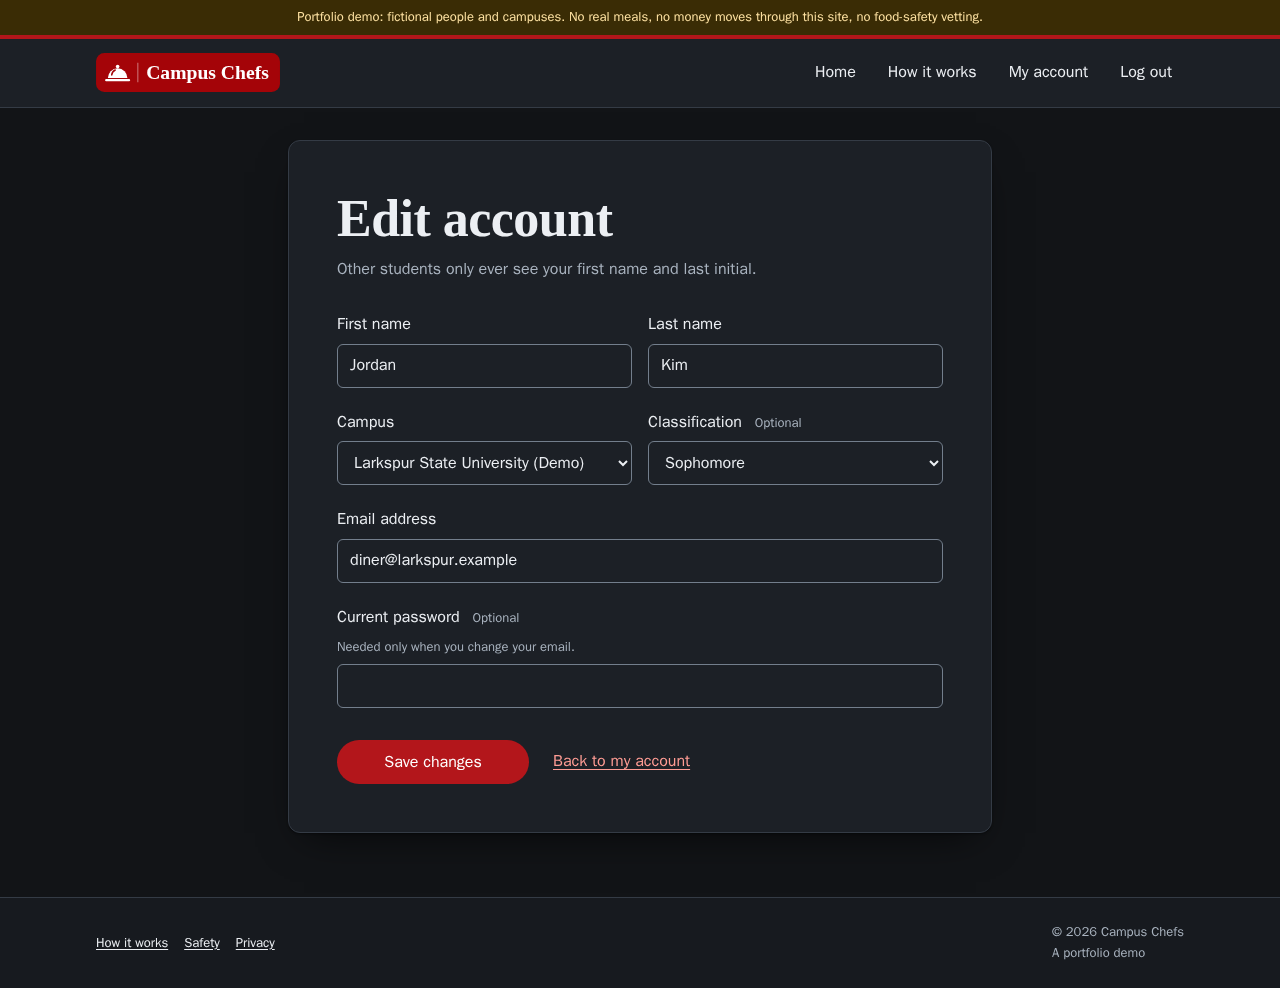 Portfolio demo: fictional people and campuses. No real meals, no money moves through this site, no food-safety vetting.
Campus Chefs
Home How it works My account Log out
Edit account
Other students only ever see your first name and last initial.
First name Last name
Jordan Kim
Campus Classification Optional
Larkspur State University (Demo) Sophomore
Email address
diner@larkspur.example
Current password Optional
Needed only when you change your email.
Save changes Back to my account
How it works Safety Privacy
© 2026 Campus Chefs
A portfolio demo